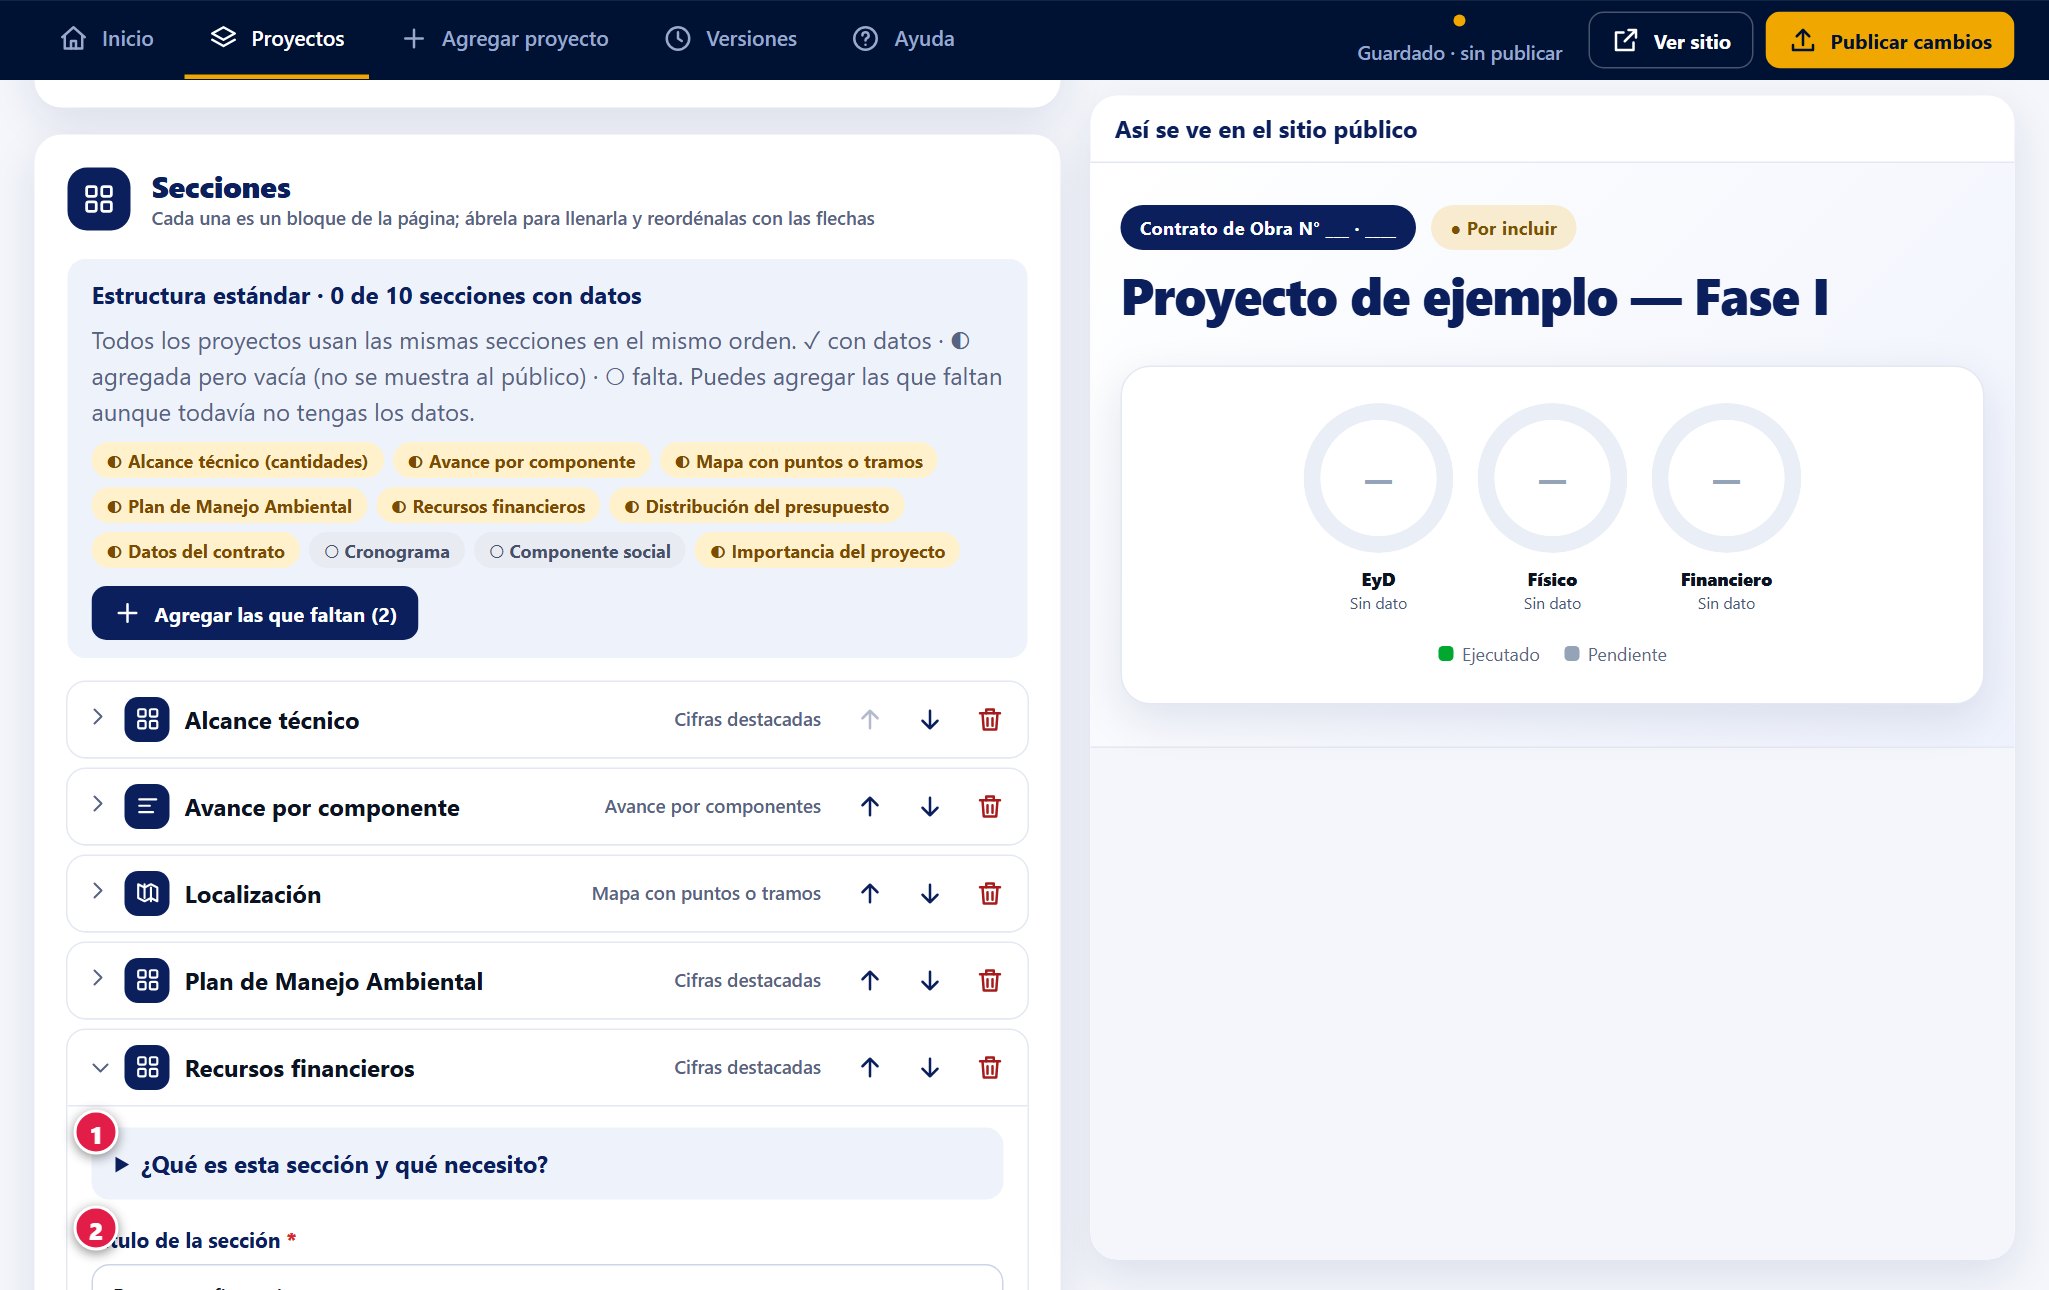 Inicio
Proyectos
Agregar proyecto
Versiones
Ayuda
Guardado · sin publicar
Ver sitio
Publicar cambios
Secciones
Cada una es un bloque de la página; ábrela para llenarla y reordénalas con las flechas
Estructura estándar · 0 de 10 secciones con datos
Todos los proyectos usan las mismas secciones en el mismo orden. ✓ con datos · ◐
agregada pero vacía (no se muestra al público) · ○ falta. Puedes agregar las que faltan
aunque todavía no tengas los datos.
◐ Alcance técnico (cantidades) ◐ Avance por componente ◐ Mapa con puntos o tramos
◐ Plan de Manejo Ambiental ◐ Recursos financieros ◐ Distribución del presupuesto
◐ Datos del contrato ○ Cronograma ○ Componente social ◐ Importancia del proyecto
Agregar las que faltan (2)
Alcance técnico Cifras destacadas
Avance por componente Avance por componentes
Localización Mapa con puntos o tramos
Plan de Manejo Ambiental Cifras destacadas
Recursos financieros Cifras destacadas
1
▶ ¿Qué es esta sección y qué necesito?
2
tulo de la sección *
Así se ve en el sitio público
Contrato de Obra N° ___ · ____
● Por incluir
Proyecto de ejemplo — Fase I
— — —
EyD Físico Financiero
Sin dato Sin dato Sin dato
Ejecutado Pendiente